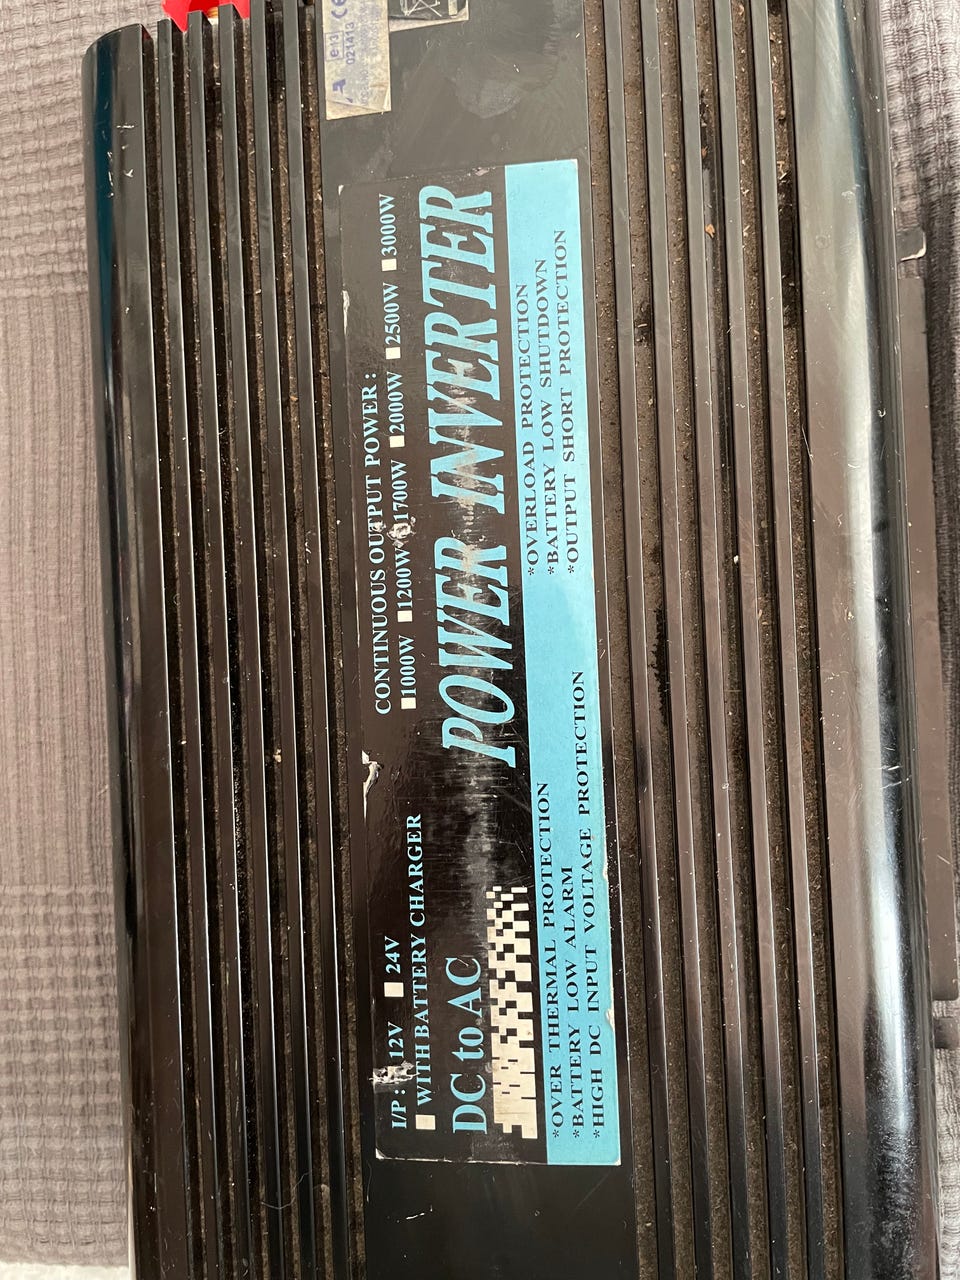 E13
021413
CONTINUOUS OUTPUT POWER :
I/P : 12V 24V 1000W 1200W 1700W 2000W 2500W 3000W
WITH BATTERY CHARGER
DC to AC POWER INVERTER
*OVER THERMAL PROTECTION *OVERLOAD PROTECTION
*BATTERY LOW ALARM *BATTERY LOW SHUTDOWN
*HIGH DC INPUT VOLTAGE PROTECTION *OUTPUT SHORT PROTECTION